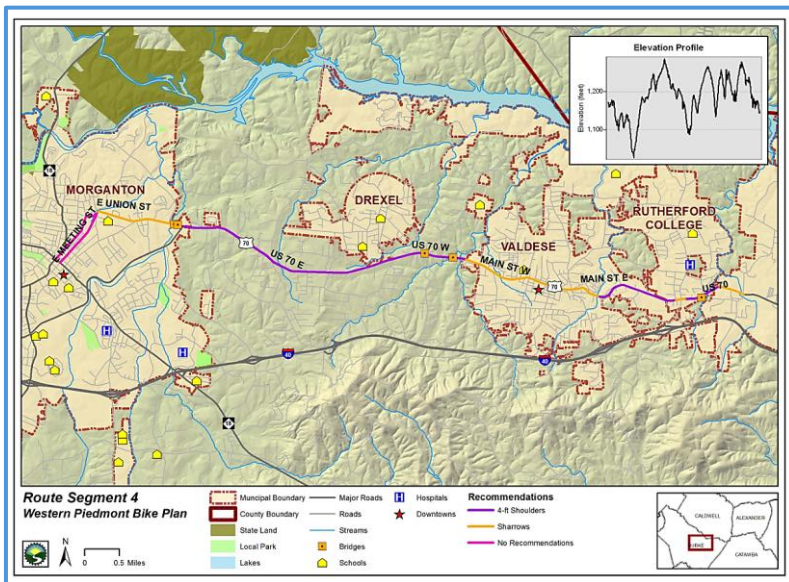 Elevation Profile
Elevation (feet)
1,200
1,100
MORGANTON
E UNION ST
E MEETING ST
DREXEL
US 70 E
70
US 70 W
VALDESE
MAIN ST W
70
MAIN ST E
RUTHERFORD
COLLEGE
US 70
40
40
H
H
H
Route Segment 4
Western Piedmont Bike Plan
N
0
0.5 Miles
Municipal Boundary
County Boundary
State Land
Local Park
Lakes
Major Roads
Roads
Streams
Bridges
Schools
H Hospitals
Downtowns
Recommendations
4-ft Shoulders
Sharrows
No Recommendations
CALDWELL
ALEXANDER
BURKE
CATAWBA